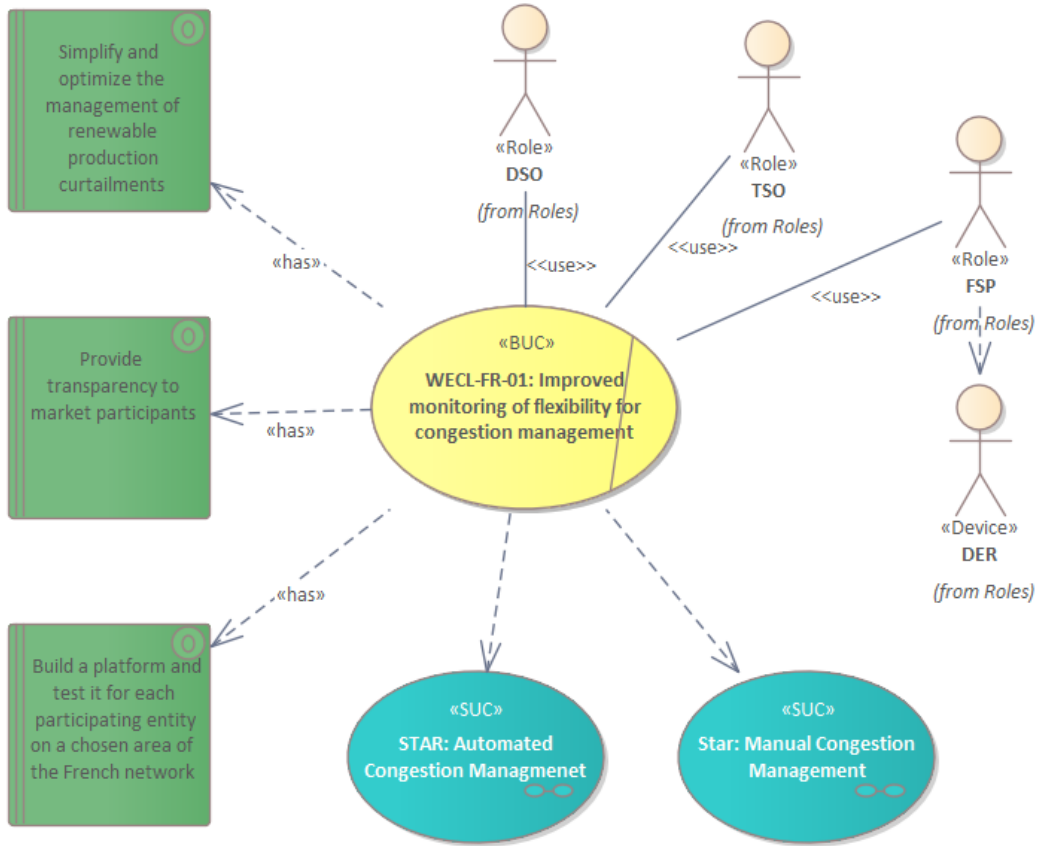 Simplify and
optimize the
management of
renewable
production
curtailments
«Role»
DSO
(from Roles)
«Role»
TSO
(from Roles)
«Role»
FSP
(from Roles)
<<use>>
<<use>>
<<use>>
«has»
«BUC»
WECL-FR-01: Improved
monitoring of flexibility for
congestion management
Provide
transparency to
market participants
«has»
«Device»
DER
(from Roles)
«has»
Build a platform and
test it for each
participating entity
on a chosen area of
the French network
«SUC»
STAR: Automated
Congestion Managmenet
«SUC»
Star: Manual Congestion
Management